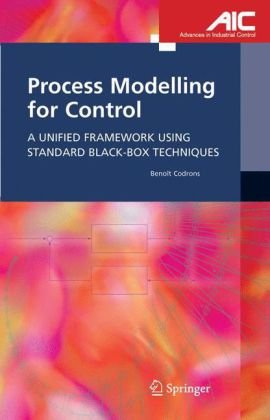 AIC
Advances in Industrial Control
Process Modelling
for Control
A UNIFIED FRAMEWORK USING
STANDARD BLACK-BOX TECHNIQUES
Benoît Codrons
Springer